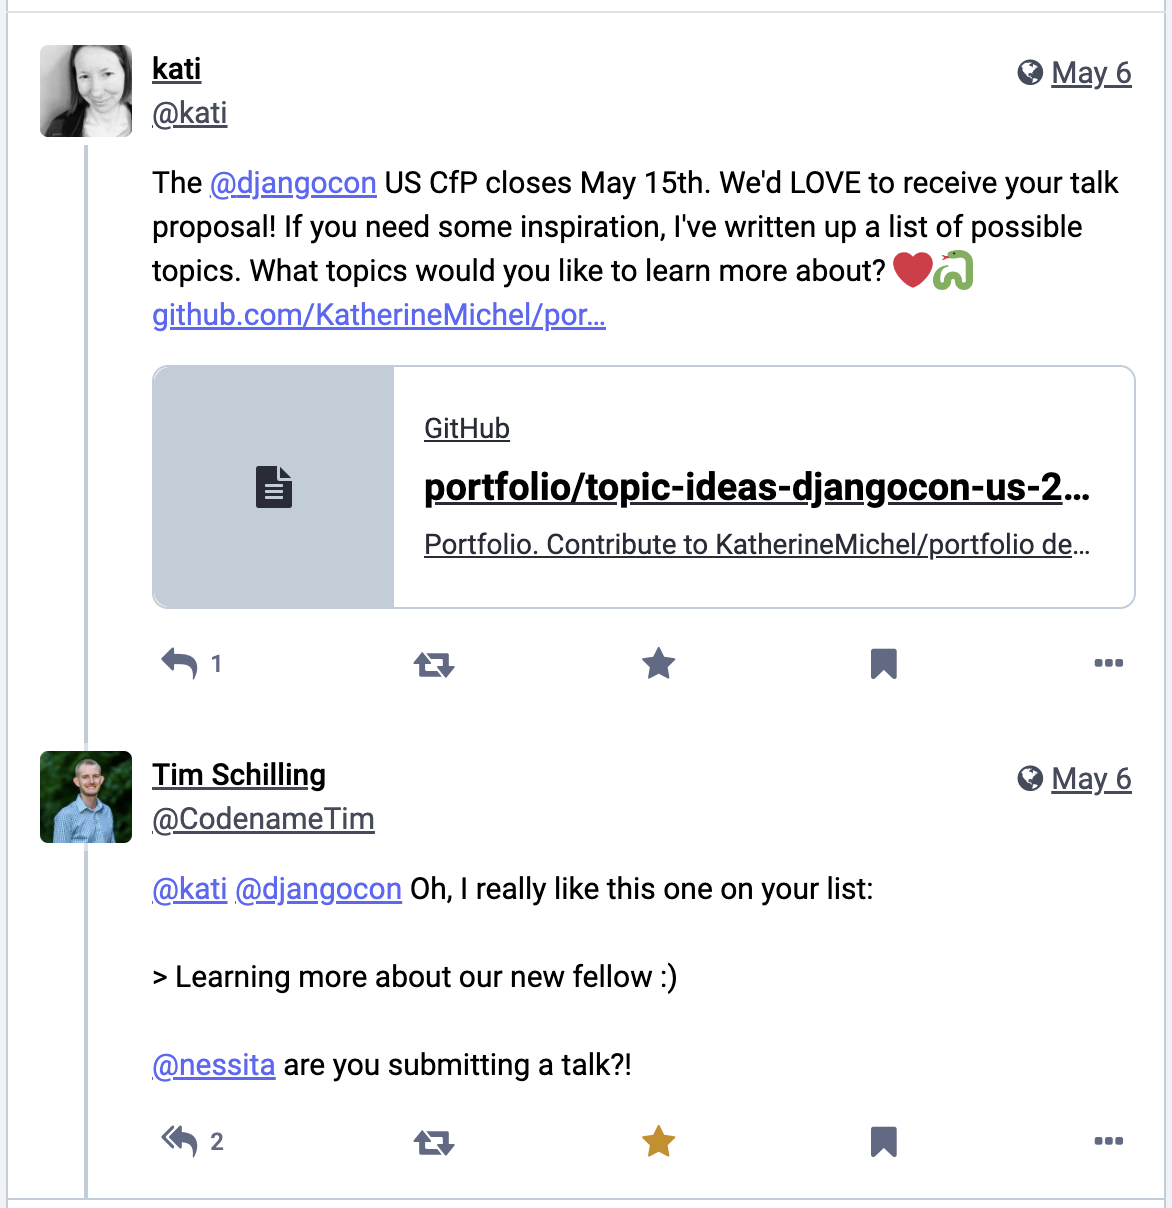 kati
May 6
@kati
The @djangocon US CfP closes May 15th. We'd LOVE to receive your talk
proposal! If you need some inspiration, I've written up a list of possible
topics. What topics would you like to learn more about? ❤️🐍
github.com/KatherineMichel/por…
GitHub
portfolio/topic-ideas-djangocon-us-2…
Portfolio. Contribute to KatherineMichel/portfolio de…
1
Tim Schilling
May 6
@CodenameTim
@kati @djangocon Oh, I really like this one on your list:
> Learning more about our new fellow :)
@nessita are you submitting a talk?!
2